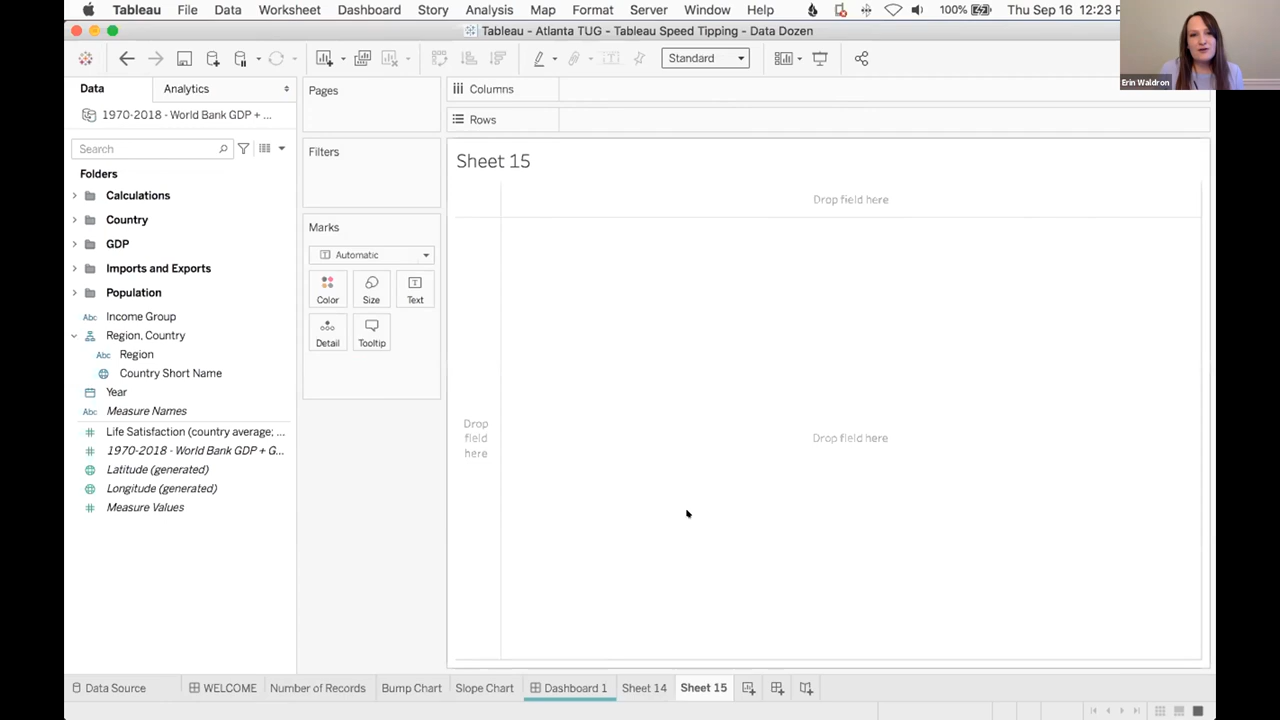 Tableau File Data Worksheet Dashboard Story Analysis Map Format Server Window Help 100% Thu Sep 16 12:23 P
Tableau - Atlanta TUG - Tableau Speed Tipping - Data Dozen
Erin Waldron
Standard
Data Analytics
1970-2018 - World Bank GDP + ...
Search
Folders
Calculations
Country
GDP
Imports and Exports
Population
Abc Income Group
Region, Country
Abc Region
Country Short Name
Year
Abc Measure Names
Life Satisfaction (country average; ...
1970-2018 - World Bank GDP + G...
Latitude (generated)
Longitude (generated)
Measure Values
Pages
Filters
Marks
Automatic
Color Size Text
Detail Tooltip
Columns
Rows
Sheet 15
Drop field here
Drop
field
here
Drop field here
Data Source WELCOME Number of Records Bump Chart Slope Chart Dashboard 1 Sheet 14 Sheet 15